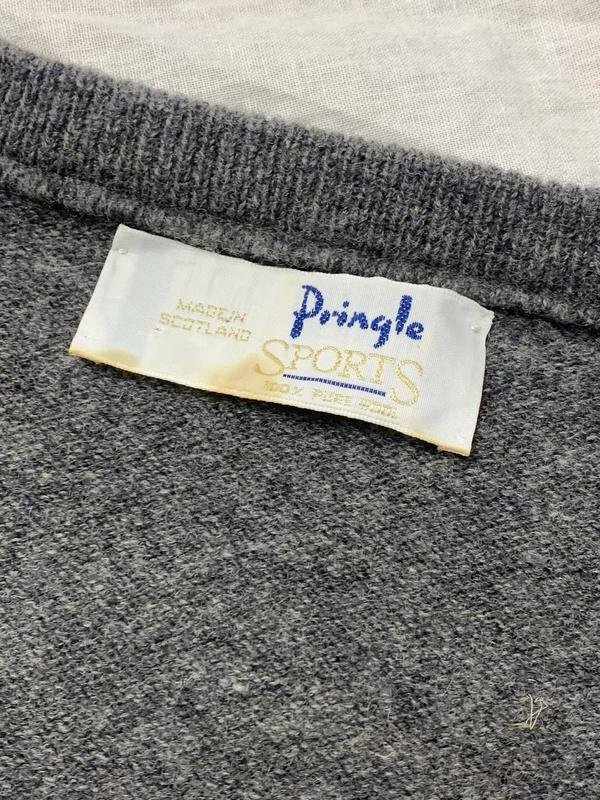 MADE IN
SCOTLAND
Pringle
SPORTS
100% PURE WOOL